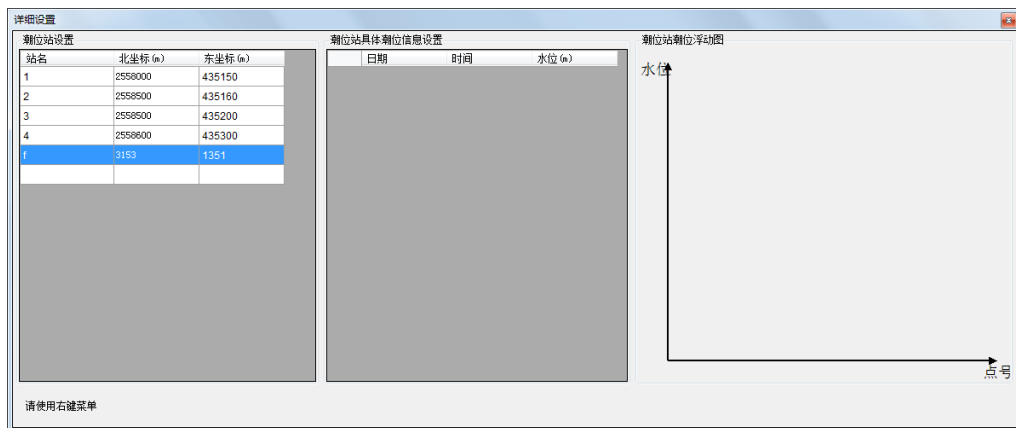 详细设置
潮位站设置
站名 北坐标(m) 东坐标(m)
1 2558000 435150
2 2558500 435160
3 2558500 435200
4 2558600 435300
f 3153 1351
潮位站具体潮位信息设置
日期 时间 水位(m)
潮位站潮位浮动图
水位
点号
请使用右键菜单